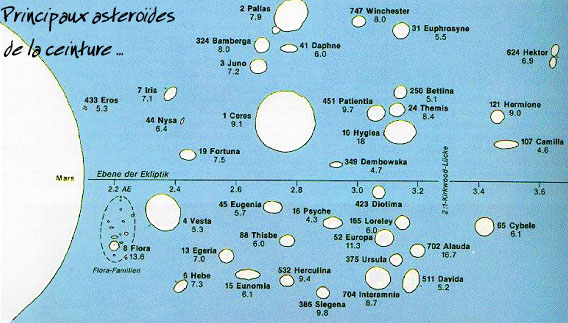 Principaux asteroïdes
de la ceinture ...
2 Pallas
7.9
747 Winchester
8.0
31 Euphrosyne
5.5
324 Bamberga
8.0
41 Daphne
6.0
624 Hektor
6.9
3 Juno
7.2
7 Iris
7.1
433 Eros
5.3
250 Bettina
5.1
451 Patientia
9.7
24 Themis
8.4
121 Hermione
9.0
44 Nysa
6.4
1 Ceres
9.1
10 Hygiea
18
107 Camilla
4.6
19 Fortuna
7.5
349 Dembowska
4.7
Mars
Ebene der Ekliptik
2.2 AE
2.4
2.6
2.8
3.0
3.2
3.4
3.6
2:1-Kirkwood-Lücke
45 Eugenia
5.7
423 Diotima
16 Psyche
4.3
165 Loreley
6.0
65 Cybele
6.1
4 Vesta
5.3
88 Thisbe
6.0
52 Europa
11.3
8 Flora
13.6
13 Egeria
7.0
702 Alauda
16.7
375 Ursula
Flora-Familien
6 Hebe
7.3
15 Eunomia
6.1
532 Herculina
9.4
511 Davida
5.2
386 Siegena
9.8
704 Interamnia
8.7